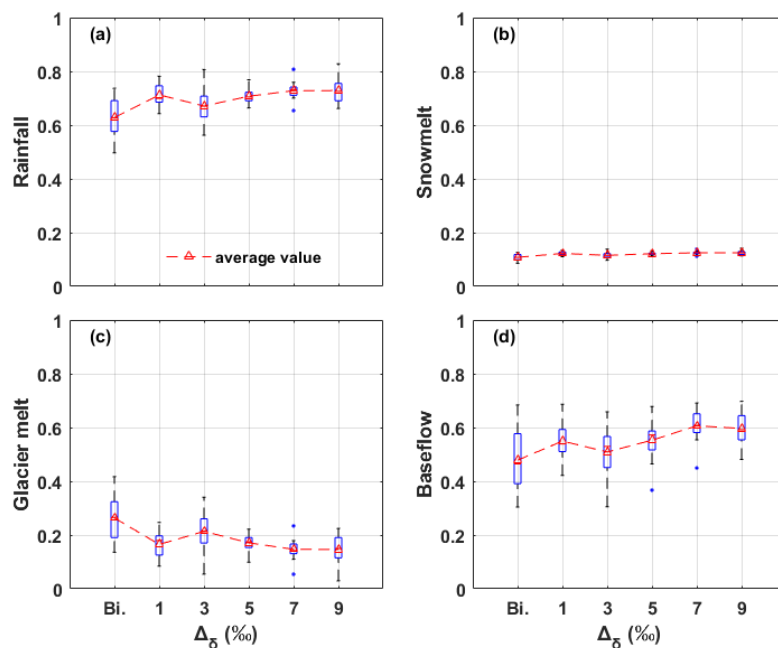 (a)
1
0.8
0.6
0.4
0.2
0
Rainfall
average value
(b)
1
0.8
0.6
0.4
0.2
0
Snowmelt
(c)
1
0.8
0.6
0.4
0.2
0
Glacier melt
Bi. 1 3 5 7 9
Δδ (‰)
(d)
1
0.8
0.6
0.4
0.2
0
Baseflow
Bi. 1 3 5 7 9
Δδ (‰)